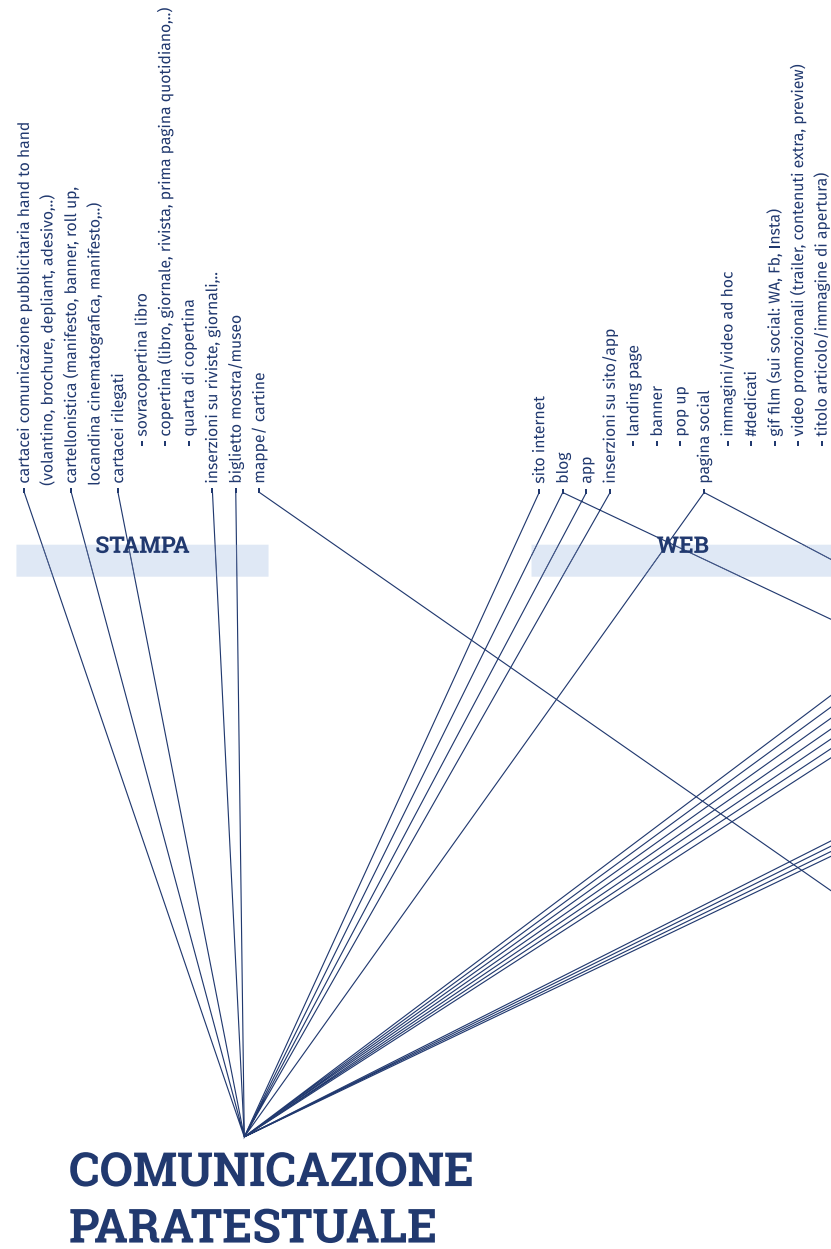 - cartacei comunicazione pubblicitaria hand to hand
(volantino, brochure, depliant, adesivo,..)
- cartellonistica (manifesto, banner, roll up,
locandina cinematografica, manifesto,..)
- cartacei rilegati
- sovracopertina libro
- copertina (libro, giornale, rivista, prima pagina quotidiano,..)
- quarta di copertina
- inserzioni su riviste, giornali,..
- biglietto mostra/museo
- mappe/ cartine
- sito internet
- blog
- app
- inserzioni su sito/app
- landing page
- banner
- pop up
- pagina social
- immagini/video ad hoc
- #dedicati
- gif film (sui social: WA, Fb, Insta)
- video promozionali (trailer, contenuti extra, preview)
- titolo articolo/immagine di apertura)
STAMPA
WEB
COMUNICAZIONE
PARATESTUALE